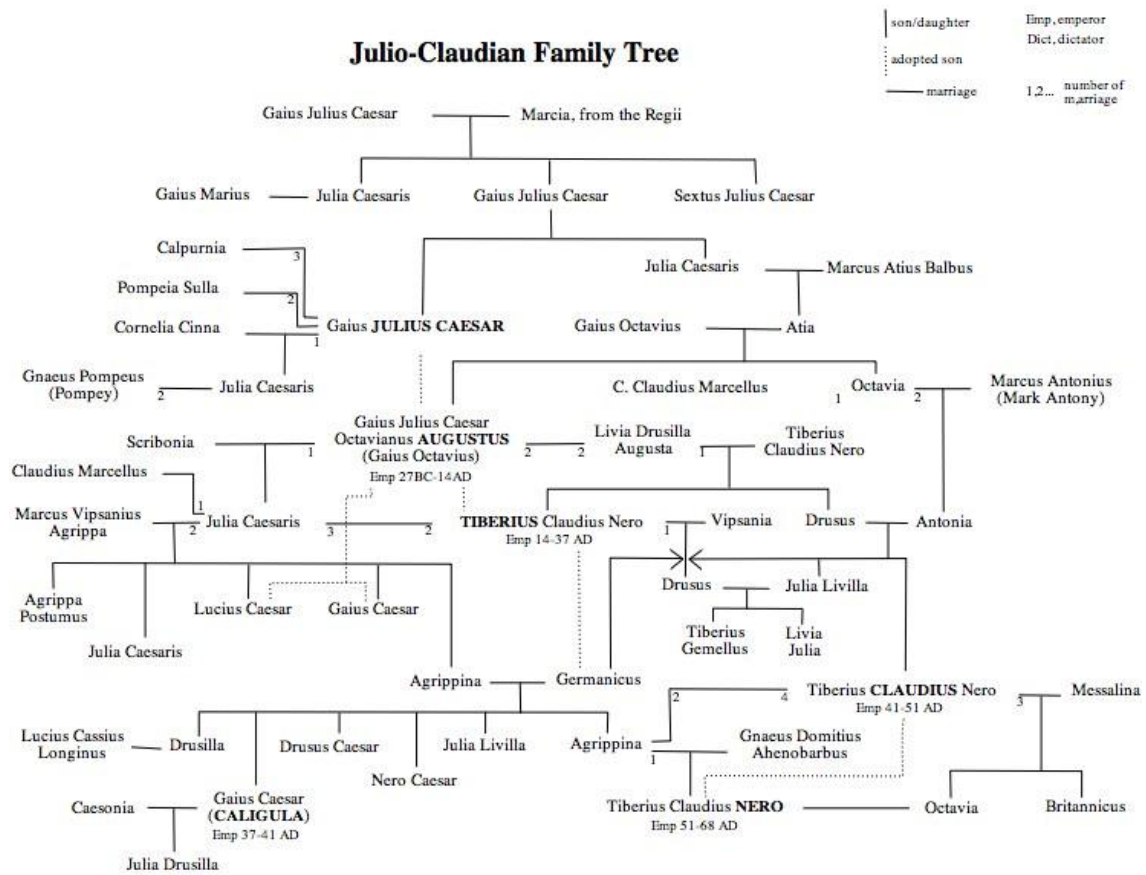 son/daughter
Emp, emperor
Dict, dictator
Julio-Claudian Family Tree
adopted son
marriage
1,2... number of
m,arriage
Gaius Julius Caesar
Marcia, from the Regii
Gaius Marius
Julia Caesaris
Gaius Julius Caesar
Sextus Julius Caesar
Calpurnia
3
Julia Caesaris
Marcus Atius Balbus
Pompeia Sulla
2
Cornelia Cinna
1
Gaius JULIUS CAESAR
Gaius Octavius
Atia
Gnaeus Pompeus
(Pompey)
2
Julia Caesaris
C. Claudius Marcellus
1
Octavia
2
Marcus Antonius
(Mark Antony)
Scribonia
1
Gaius Julius Caesar
Octavianus AUGUSTUS
(Gaius Octavius)
Emp 27BC-14AD
2
2
Livia Drusilla
Augusta
1
Tiberius
Claudius Nero
Claudius Marcellus
1
Marcus Vipsanius
Agrippa
2
Julia Caesaris
3
2
TIBERIUS Claudius Nero
Emp 14-37 AD
1
Vipsania
Drusus
Antonia
Agrippa
Postumus
Julia Caesaris
Lucius Caesar
Gaius Caesar
Drusus
Julia Livilla
Tiberius
Gemellus
Livia
Julia
Agrippina
Germanicus
2
4
Tiberius CLAUDIUS Nero
Emp 41-51 AD
3
Messalina
Lucius Cassius
Longinus
Drusilla
Drusus Caesar
Nero Caesar
Julia Livilla
Agrippina
1
Gnaeus Domitius
Ahenobarbus
Caesonia
Gaius Caesar
(CALIGULA)
Emp 37-41 AD
Tiberius Claudius NERO
Emp 51-68 AD
Octavia
Britannicus
Julia Drusilla